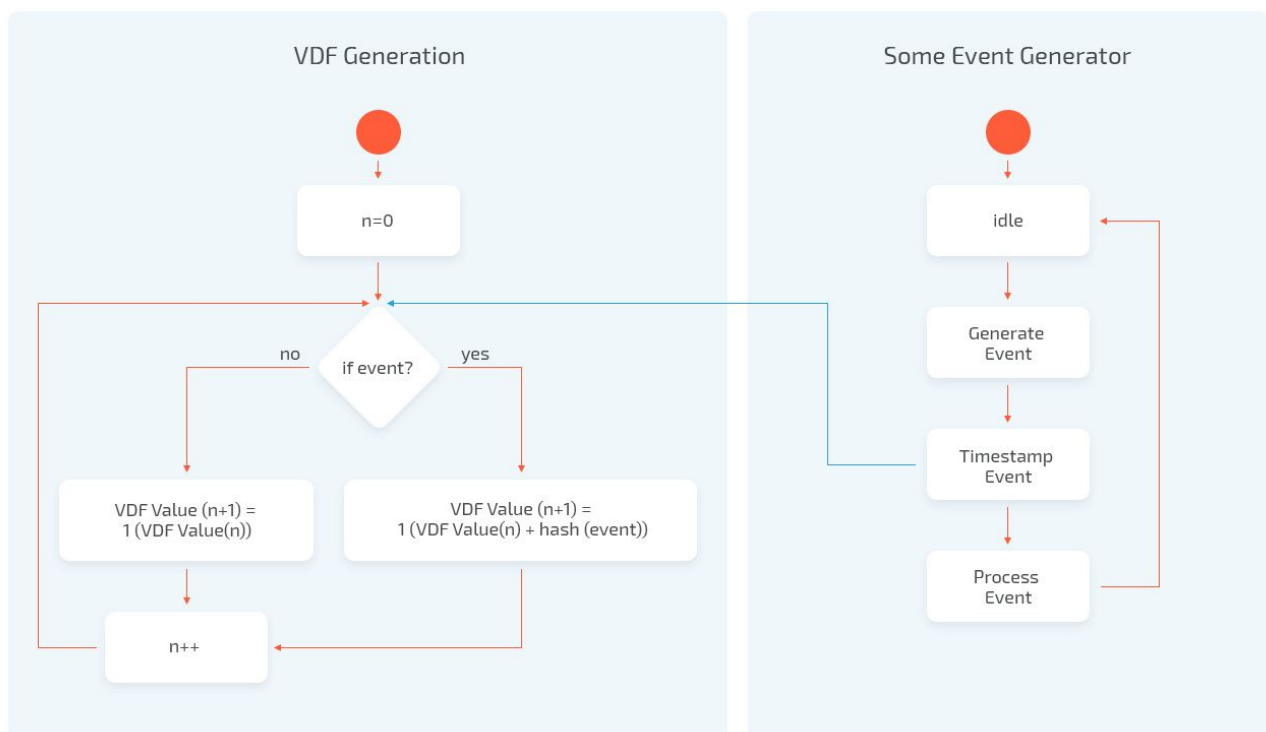 VDF Generation
n=0
if event?
no
yes
VDF Value (n+1) =
1 (VDF Value(n))
VDF Value (n+1) =
1 (VDF Value(n) + hash (event))
n++
Some Event Generator
idle
Generate
Event
Timestamp
Event
Process
Event